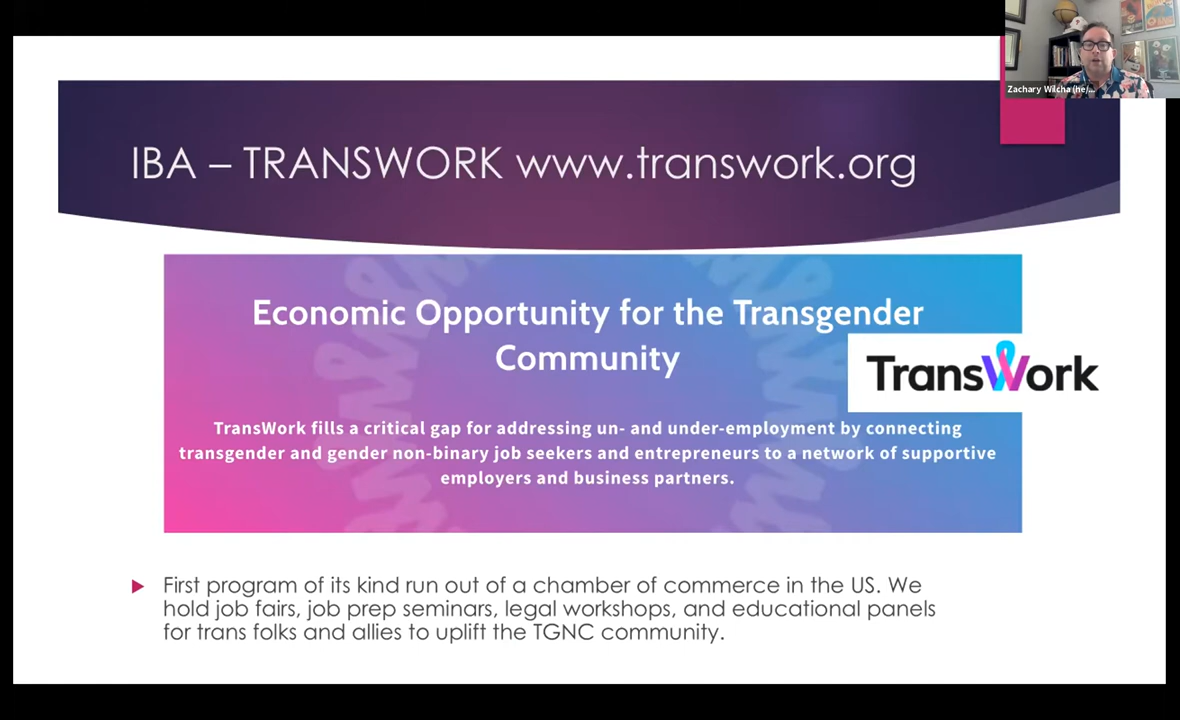 Zachary Wilcha (he/...
IBA – TRANSWORK www.transwork.org
Economic Opportunity for the Transgender
Community
TransWork
TransWork fills a critical gap for addressing un- and under-employment by connecting
transgender and gender non-binary job seekers and entrepreneurs to a network of supportive
employers and business partners.
First program of its kind run out of a chamber of commerce in the US. We
hold job fairs, job prep seminars, legal workshops, and educational panels
for trans folks and allies to uplift the TGNC community.